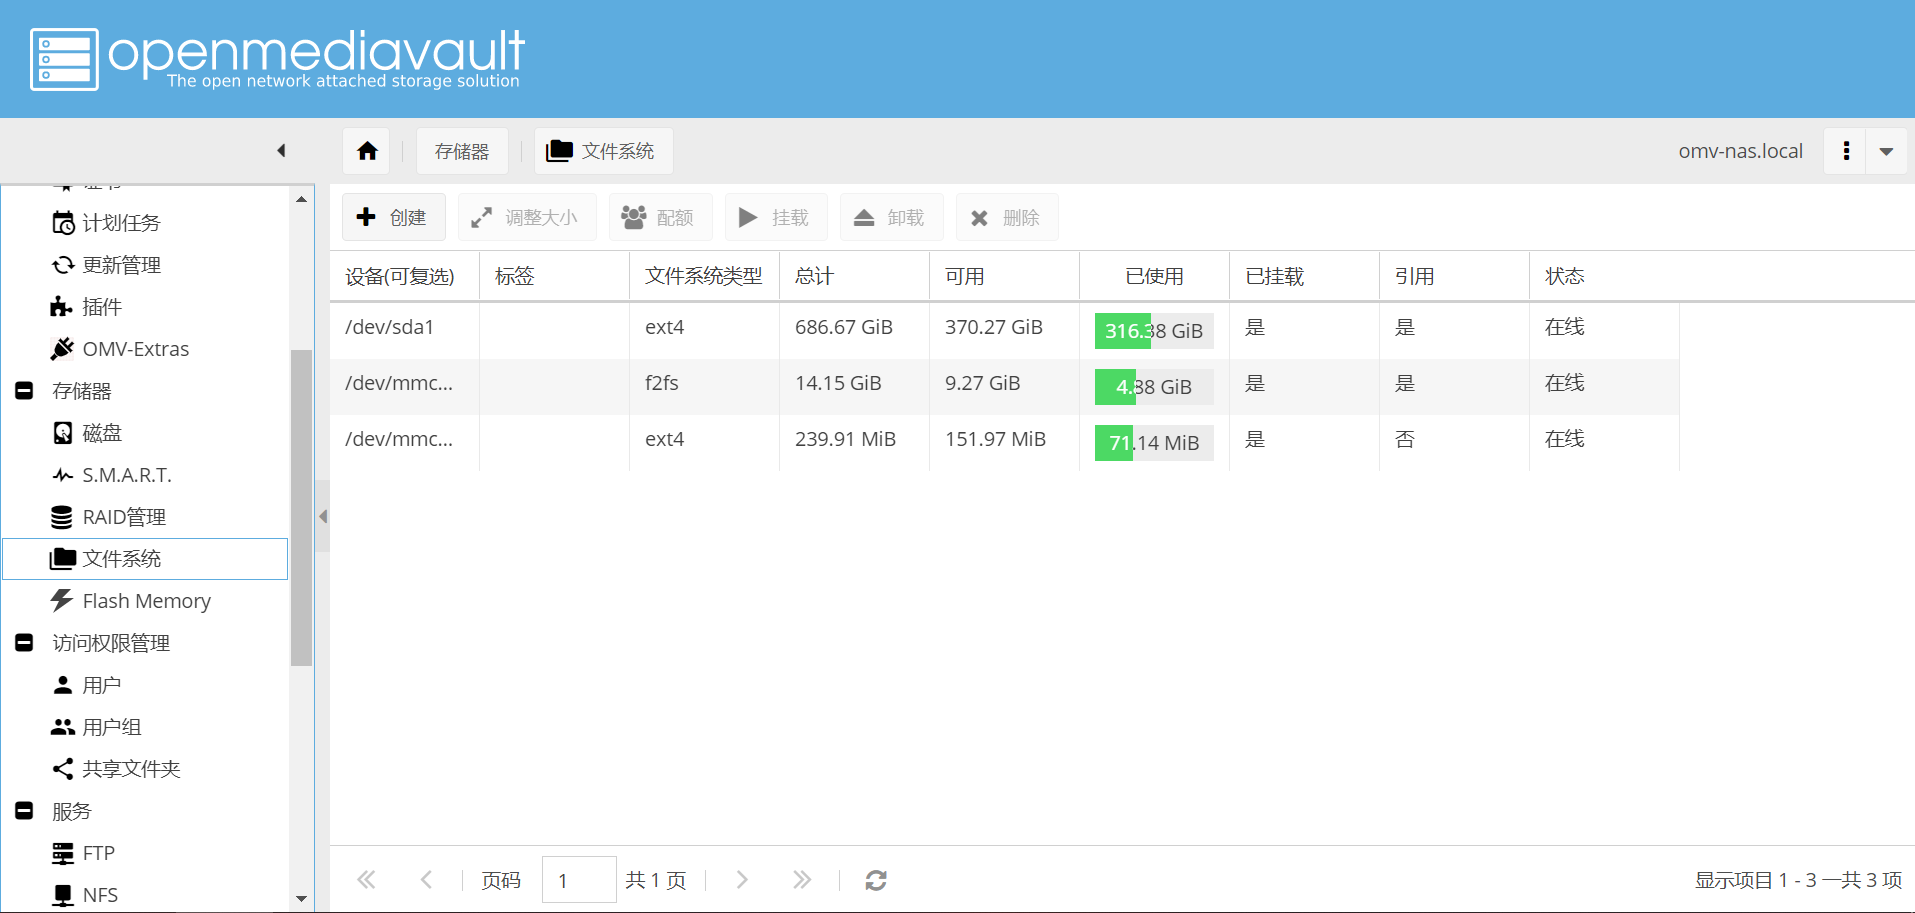 openmediavault
The open network attached storage solution
存储器
文件系统
omv-nas.local
证书
计划任务
更新管理
插件
OMV-Extras
存储器
磁盘
S.M.A.R.T.
RAID管理
文件系统
Flash Memory
访问权限管理
用户
用户组
共享文件夹
服务
FTP
NFS
创建 调整大小 配额 挂载 卸载 删除
设备(可复选) 标签 文件系统类型 总计 可用 已使用 已挂载 引用 状态
/dev/sda1 ext4 686.67 GiB 370.27 GiB 316.38 GiB 是 是 在线
/dev/mmc... f2fs 14.15 GiB 9.27 GiB 4.88 GiB 是 是 在线
/dev/mmc... ext4 239.91 MiB 151.97 MiB 71.14 MiB 是 否 在线
页码 1 共 1 页
显示项目 1 - 3 一共 3 项